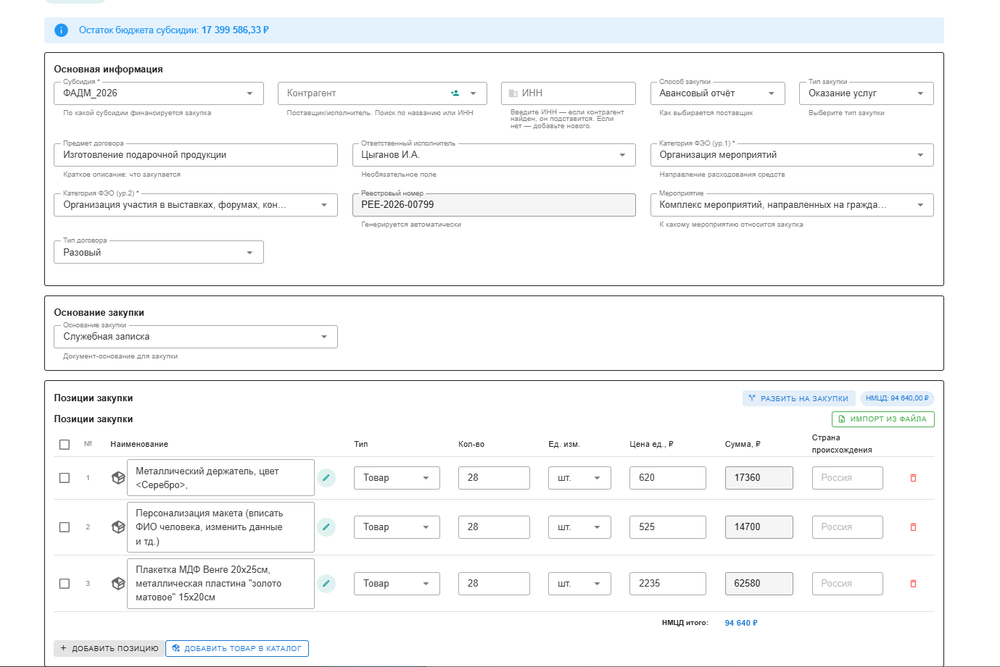 Остаток бюджета субсидии: 17 399 586,33 ₽
Основная информация
Субсидия *
ФАДМ_2026
По какой субсидии финансируется закупка
Контрагент
Поставщик/исполнитель. Поиск по названию или ИНН
ИНН
Введите ИНН — если контрагент
найден, он подставится. Если
нет — добавьте нового.
Способ закупки
Авансовый отчёт
Как выбирается поставщик
Тип закупки
Оказание услуг
Выберите тип закупки
Предмет договора
Изготовление подарочной продукции
Краткое описание: что закупается
Ответственный исполнитель
Цыганов И.А.
Необязательное поле
Категория ФЭО (ур.1) *
Организация мероприятий
Направление расходования средств
Категория ФЭО (ур.2) *
Организация участия в выставках, форумах, кон...
Реестровый номер
РЕЕ-2026-00799
Генерируется автоматически
Мероприятие
Комплекс мероприятий, направленных на гражда...
К какому мероприятию относится закупка
Тип договора
Разовый
Основание закупки
Основание закупки
Служебная записка
Документ-основание для закупки
Позиции закупки
РАЗБИТЬ НА ЗАКУПКИ
НМЦД: 94 640,00 ₽
Позиции закупки
ИМПОРТ ИЗ ФАЙЛА
№ Наименование Тип Кол-во Ед. изм. Цена ед., ₽ Сумма, ₽ Страна
происхождения
1 Металлический держатель, цвет
<Серебро>,
Товар 28 шт. 620 17360 Россия
2 Персонализация макета (вписать
ФИО человека, изменить данные
и тд.)
Товар 28 шт. 525 14700 Россия
3 Плакетка МДФ Венге 20х25см,
металлическая пластина "золото
матовое" 15х20см
Товар 28 шт. 2235 62580 Россия
НМЦД итого: 94 640 ₽
+ ДОБАВИТЬ ПОЗИЦИЮ
ДОБАВИТЬ ТОВАР В КАТАЛОГ